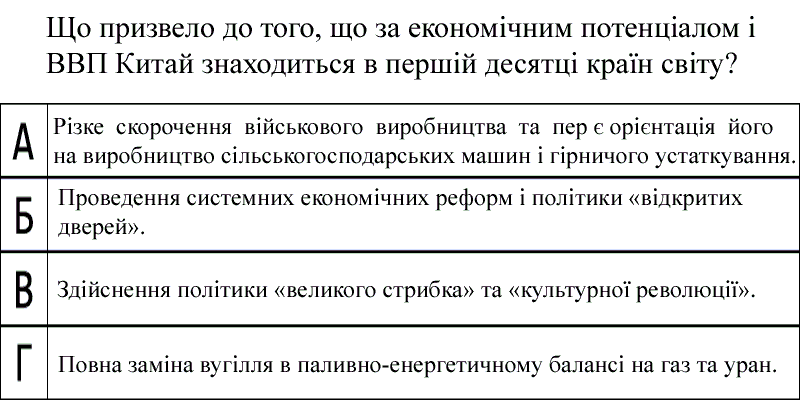 Що призвело до того, що за економічним потенціалом і
ВВП Китай знаходиться в першій десятці країн світу?
А
Різке скорочення військового виробництва та пер є орієнтація його
на виробництво сільськогосподарських машин і гірничого устаткування.
Б
Проведення системних економічних реформ і політики «відкритих
дверей».
В
Здійснення політики «великого стрибка» та «культурної революції».
Г
Повна заміна вугілля в паливно-енергетичному балансі на газ та уран.